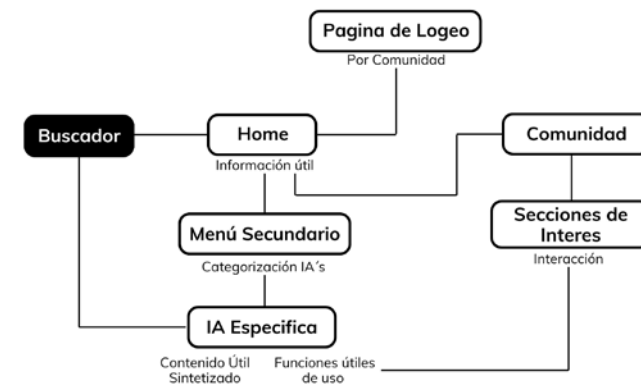 Pagina de Logeo
Por Comunidad
Buscador
Home
Comunidad
Información útil
Menú Secundario
Secciones de
Interes
Categorización IA´s
Interacción
IA Especifica
Contenido Útil
Sintetizado
Funciones útiles
de uso